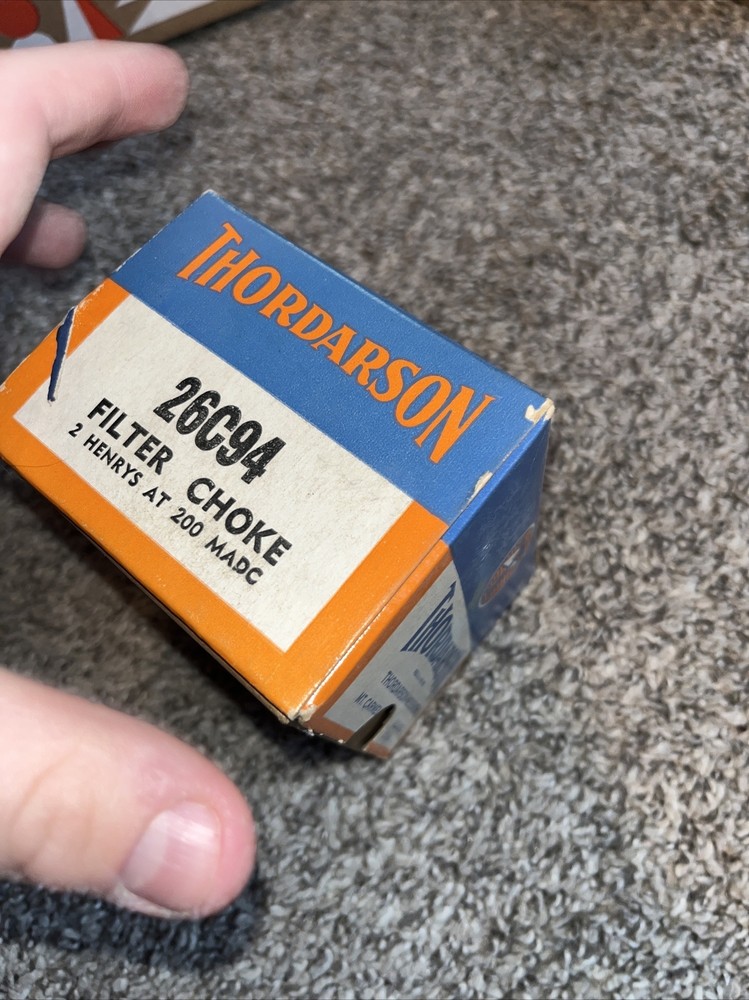 THORDARSON
26C94
FILTER CHOKE
2 HENRYS AT 200 MADC